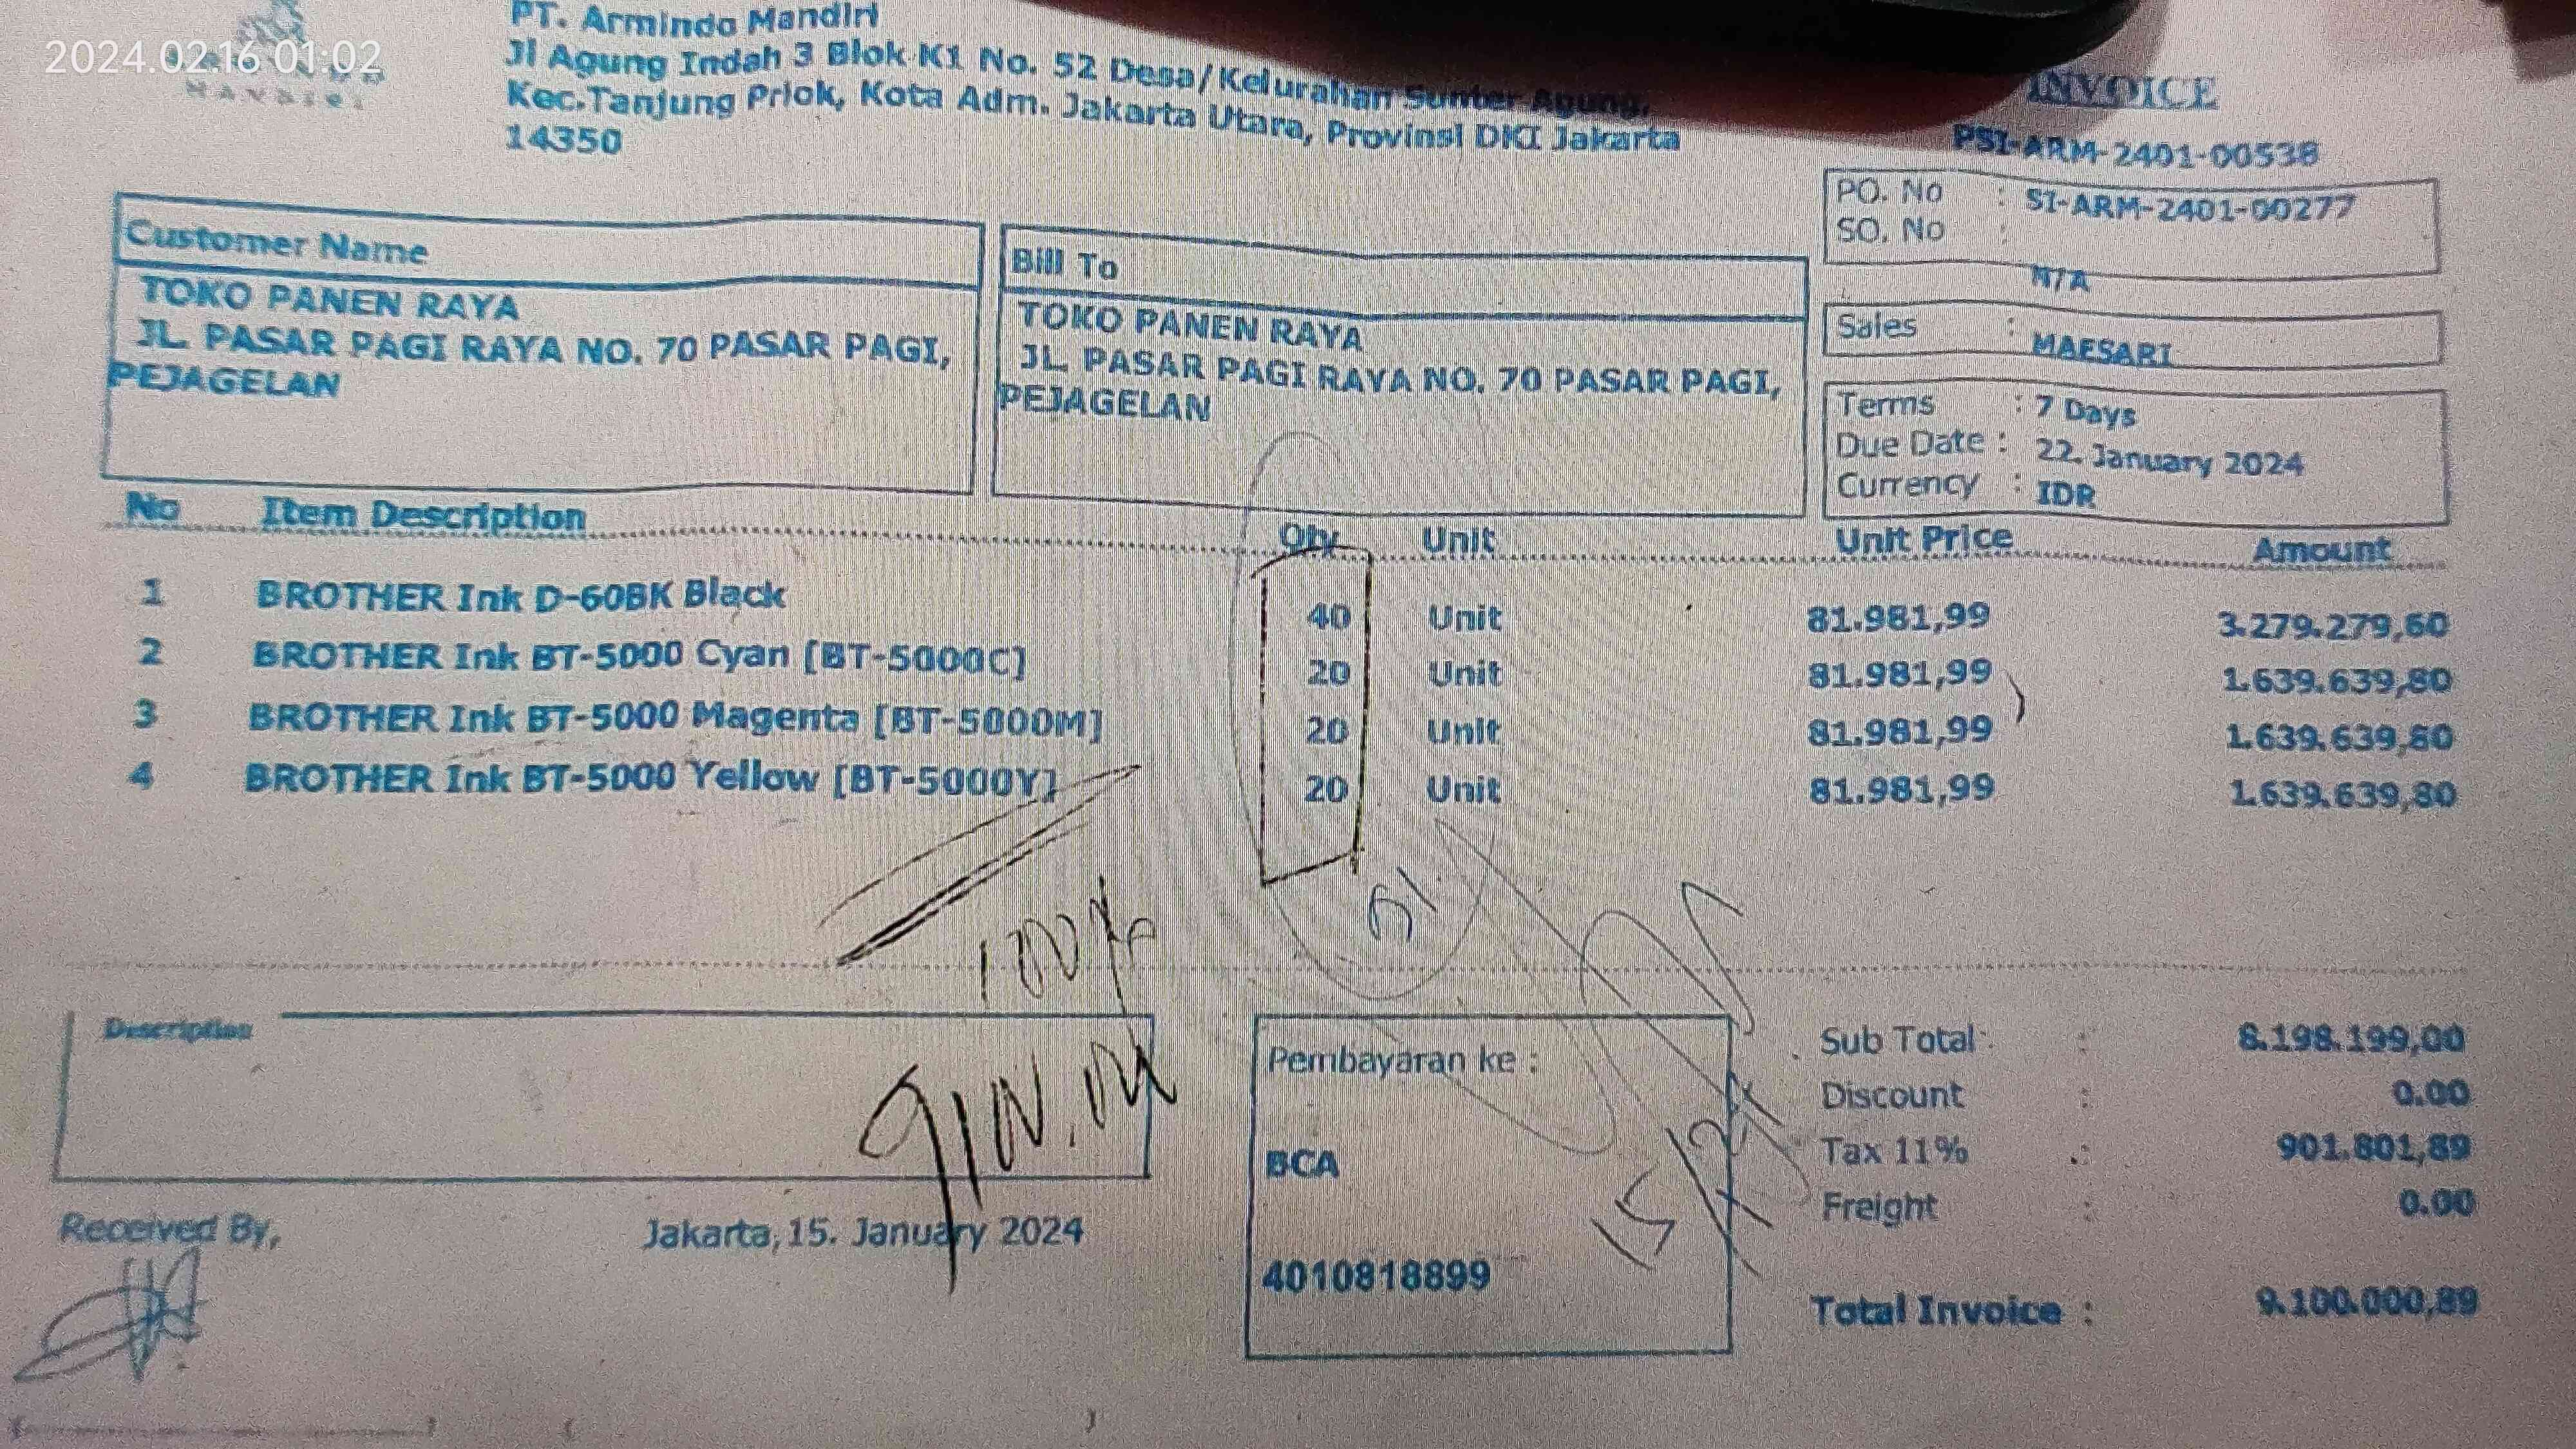 2024.02.16 01:02
PT. Armindo Mandiri
Jl Agung Indah 3 Blok K1 No. 52 Desa/Kelurahan Sunter Agung,
Kec.Tanjung Priok, Kota Adm. Jakarta Utara, Provinsi DKI Jakarta
14350
MANDIRI
INVOICE
PSI-ARM-2401-00538
PO. No : SI-ARM-2401-00277
SO. No :
N/A
Customer Name
TOKO PANEN RAYA
JL. PASAR PAGI RAYA NO. 70 PASAR PAGI,
PEJAGELAN
Bill To
TOKO PANEN RAYA
JL. PASAR PAGI RAYA NO. 70 PASAR PAGI,
PEJAGELAN
Sales : MAESARI
Terms : 7 Days
Due Date : 22. January 2024
Currency : IDR
No Item Description Qty Unit Unit Price Amount
1 BROTHER Ink D-60BK Black 40 Unit 81.981,99 3.279.279,60
2 BROTHER Ink BT-5000 Cyan [BT-5000C] 20 Unit 81.981,99 1.639.639,80
3 BROTHER Ink BT-5000 Magenta [BT-5000M] 20 Unit 81.981,99 1.639.639,80
4 BROTHER Ink BT-5000 Yellow [BT-5000Y] 20 Unit 81.981,99 1.639.639,80
Description
Pembayaran ke :
BCA
4010818899
Sub Total : 8.198.199,00
Discount : 0.00
Tax 11% : 901.801,89
Freight : 0.00
Total Invoice : 9.100.000,89
Received By,
Jakarta, 15. January 2024